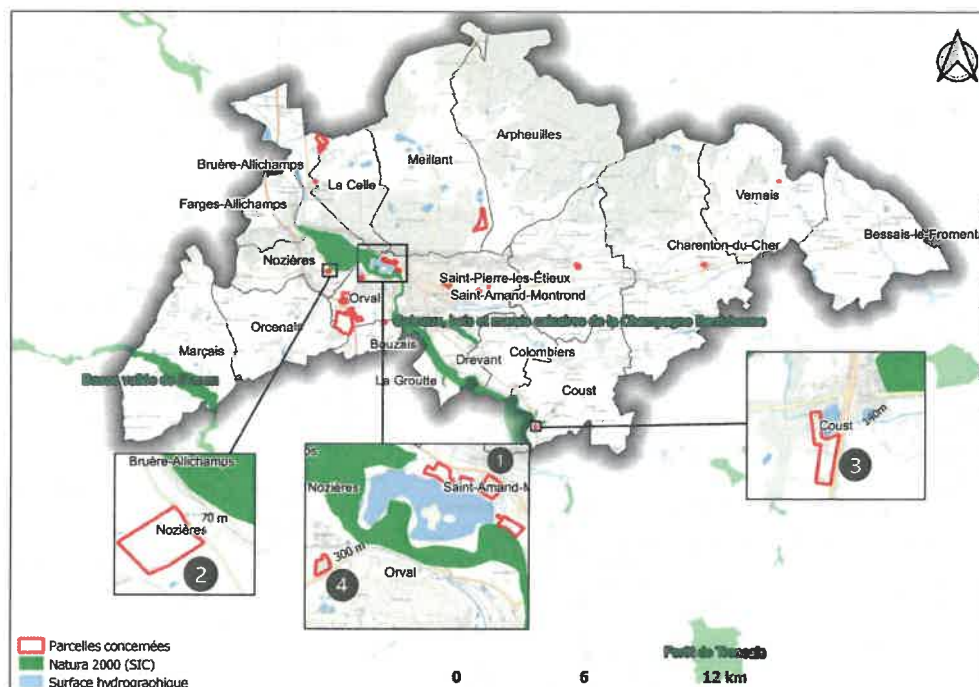 Arpheuilles
Meillant
Bruère-Allichamps
La Celle
Vernais
Farges-Allichamps
Bessais-le-Froment
Charenton-du-Cher
Nozières
Saint-Pierre-les-Étieux
Saint-Amand-Montrond
Orval
Orcenais
Bouzais
Marçais
Drevant
Colombiers
La Groutte
Coust
Bruère-Allichamps
70 m
Nozières
2
1
Nozières
Saint-Amand-M
300 m
4
Orval
Coust
140m
3
Parcelles concernées
Natura 2000 (SIC)
Surface hydrographique
0 6 12 km